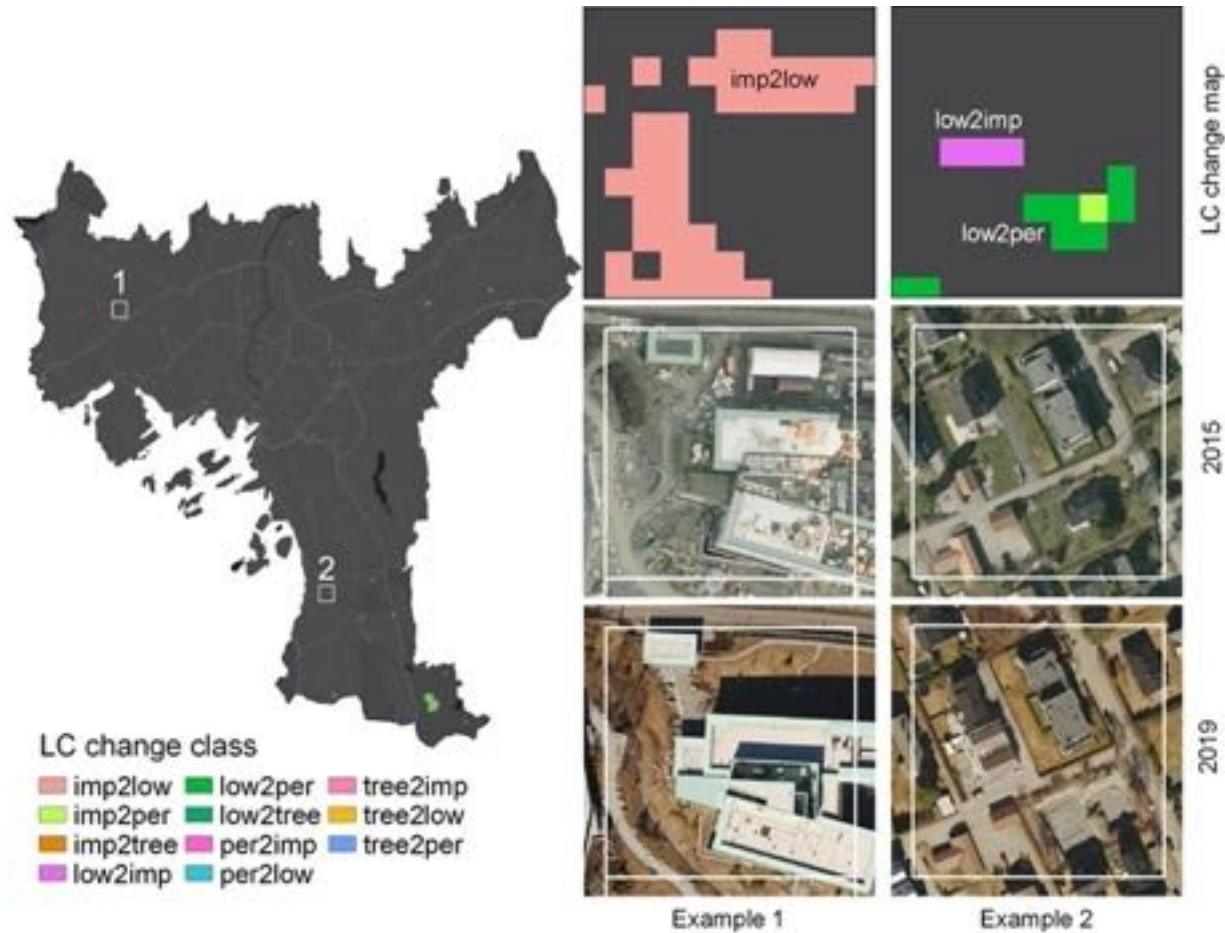 imp2low
low2imp
low2per
LC change map
1
2
2015
2019
LC change class
imp2low
low2per
tree2imp
imp2per
low2tree
tree2low
imp2tree
per2imp
tree2per
low2imp
per2low
Example 1
Example 2